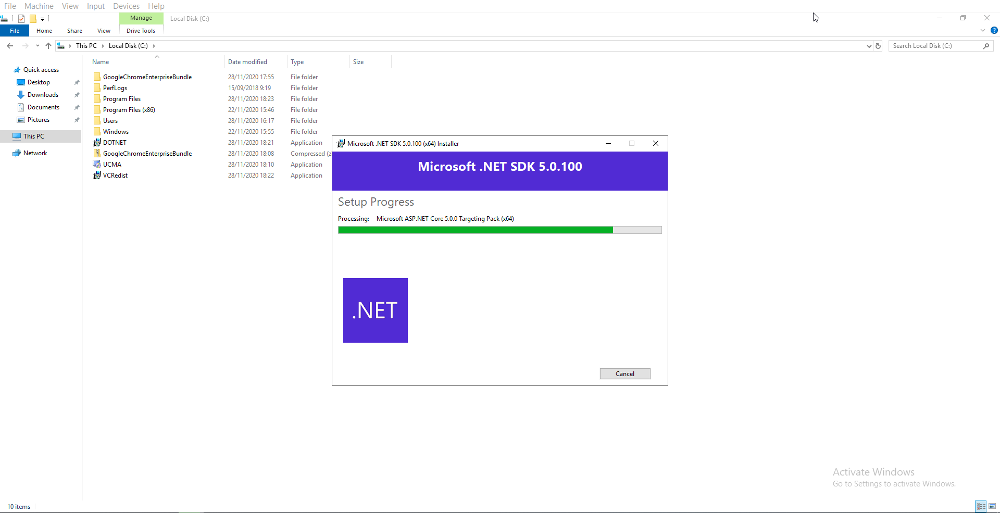 File Machine View Input Devices Help
Manage Local Disk (C:)
File Home Share View Drive Tools
This PC Local Disk (C:) Search Local Disk (C:)
Name Date modified Type Size
Quick access
Desktop
Downloads
Documents
Pictures
This PC
Network
GoogleChromeEnterpriseBundle 28/11/2020 17:55 File folder
PerfLogs 15/09/2018 9:19 File folder
Program Files 28/11/2020 18:23 File folder
Program Files (x86) 22/11/2020 15:46 File folder
Users 28/11/2020 16:17 File folder
Windows 22/11/2020 15:55 File folder
DOTNET 28/11/2020 18:21 Application
GoogleChromeEnterpriseBundle 28/11/2020 18:08 Compressed (z
UCMA 28/11/2020 18:10 Application
VCRedist 28/11/2020 18:22 Application
Microsoft .NET SDK 5.0.100 (x64) Installer
Microsoft .NET SDK 5.0.100
Setup Progress
Processing: Microsoft ASP.NET Core 5.0.0 Targeting Pack (x64)
.NET
Cancel
Activate Windows
Go to Settings to activate Windows.
10 items